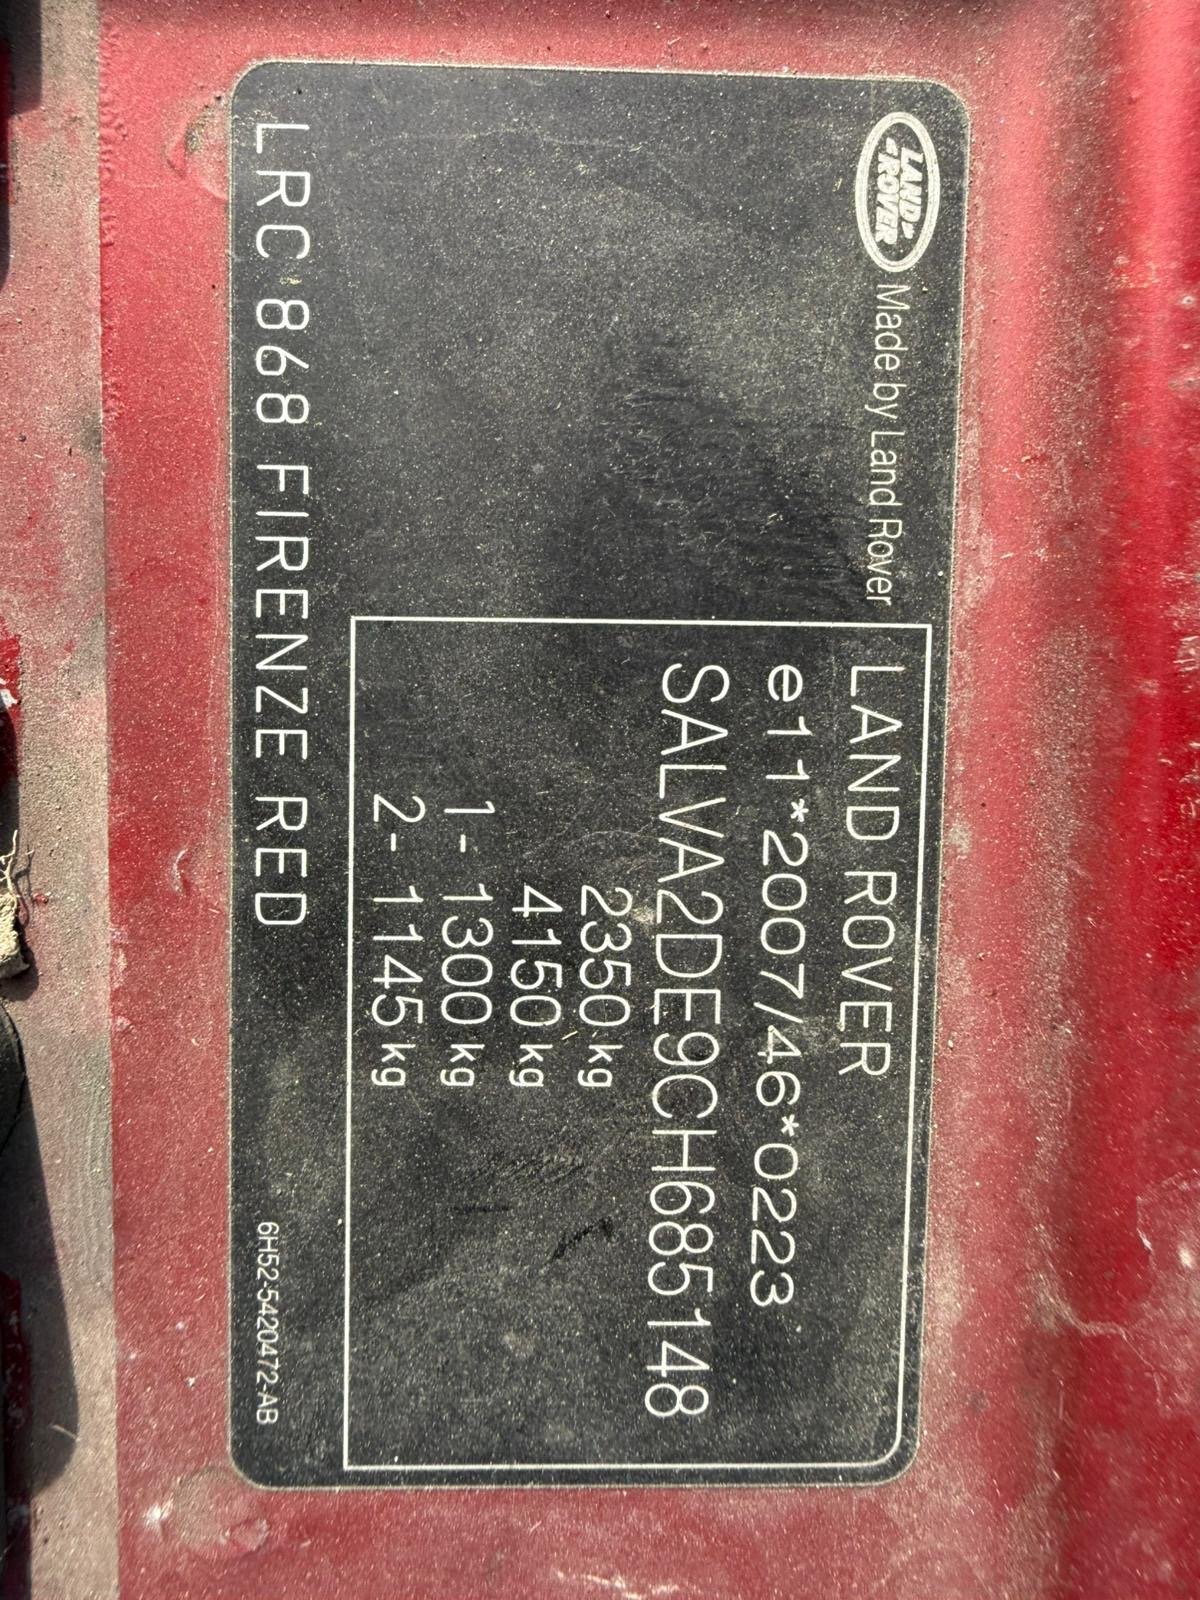 LAND-
-ROVER
Made by Land Rover
LAND ROVER
e11*2007/46*0223
SALVA2DE9CH685148
2350 kg
4150 kg
1- 1300 kg
2- 1145 kg
LRC 868 FIRENZE RED
6H52-5420472-AB